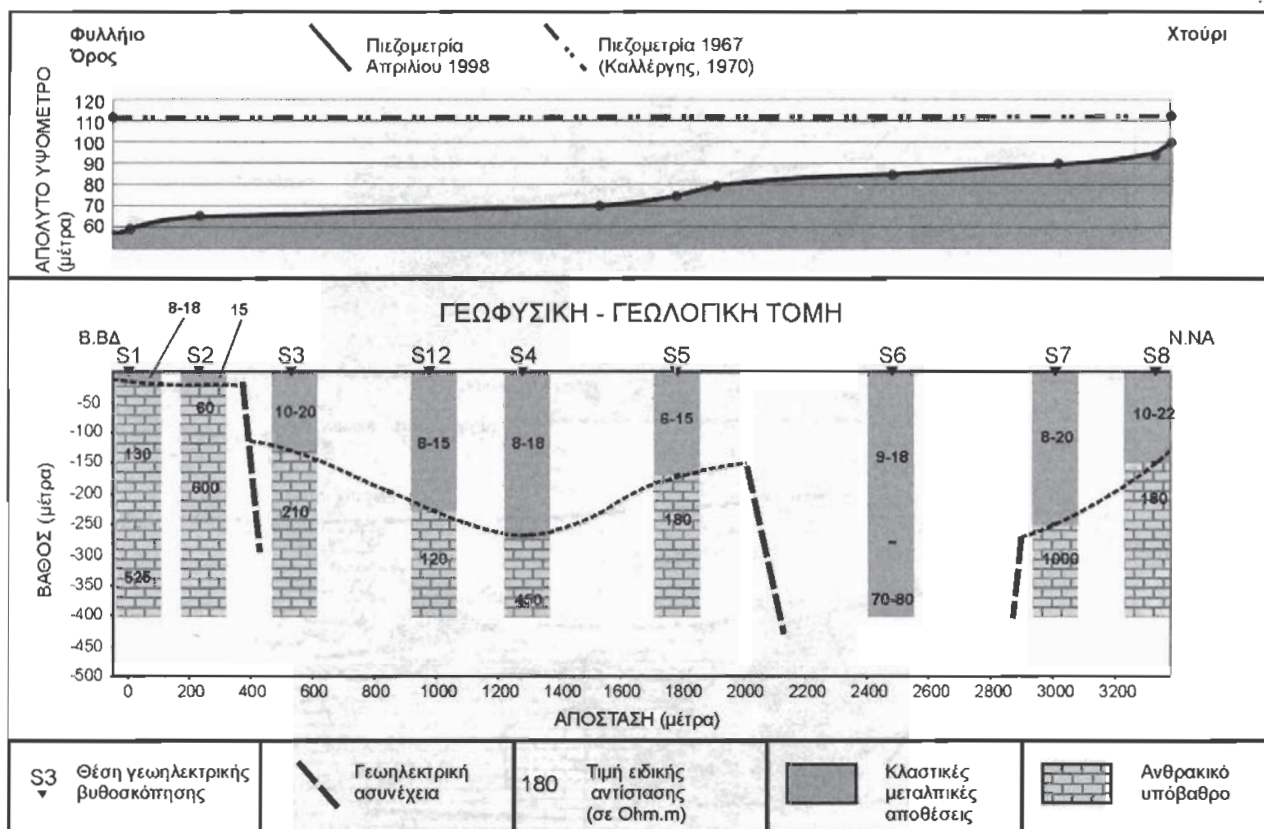 Φυλλήιο
Όρος
Πιεζομετρία
Απριλίου 1998
Πιεζομετρία 1967
(Καλλέργης, 1970)
Χτούρι
ΑΠΟΛΥΤΟ ΥΨΟΜΕΤΡΟ
(μέτρα)
120
110
100
90
80
70
60
8-18
15
ΓΕΩΦΥΣΙΚΗ - ΓΕΩΛΟΓΙΚΗ ΤΟΜΗ
Β.ΒΔ
Ν.ΝΑ
S1
S2
S3
S12
S4
S5
S6
S7
S8
ΒΑΘΟΣ (μέτρα)
-50
-100
-150
-200
-250
-300
-350
-400
-450
-500
130
525
60
600
10-20
210
8-15
120
8-18
450
6-15
180
9-18
-
70-80
8-20
1000
10-22
180
0 200 400 600 800 1000 1200 1400 1600 1800 2000 2200 2400 2600 2800 3000 3200
ΑΠΟΣΤΑΣΗ (μέτρα)
S3
Θέση γεωηλεκτρικής
βυθοσκόπησης
Γεωηλεκτρική
ασυνέχεια
180
Τιμή ειδικής
αντίστασης
(σε Ohm.m)
Κλαστικές
μεταλπικές
αποθέσεις
Ανθρακικό
υπόβαθρο